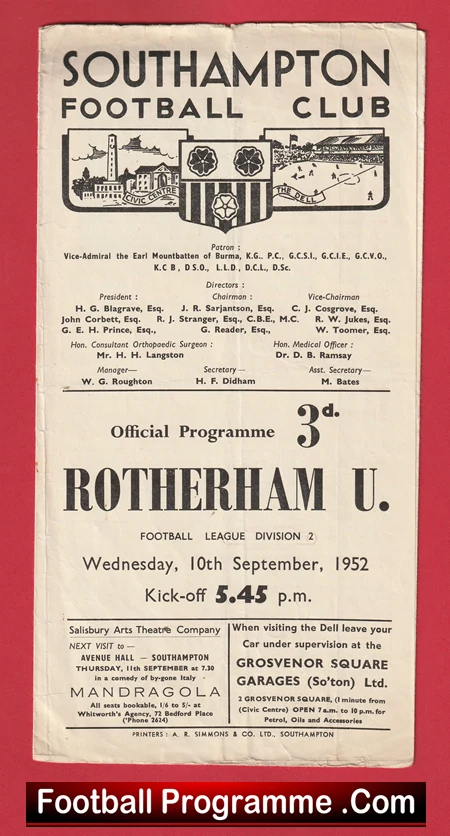 SOUTHAMPTON
FOOTBALL CLUB
CIVIC CENTRE
THE DELL
Patron :
Vice-Admiral the Earl Mountbatten of Burma, K.G.. P.C., G.C.S.I., G.C.I.E., G.C.V.O.,
K.C B , D.S.O., L.L.D , D.C.L., D.Sc.
Directors :
President : Chairman : Vice-Chairman
H. G. Blagrave, Esq. J. R. Sarjantson, Esq. C. J. Cosgrove, Esq.
John Corbett, Esq. R. J. Stranger, Esq., C.B.E., M.C. R. W. Jukes, Esq.
G. E. H. Prince, Esq., G. Reader, Esq., W. Toomer, Esq.
Hon. Consultant Orthopaedic Surgeon : Hon. Medical Officer :
Mr. H. H. Langston Dr. D. B. Ramsay
Manager— Secretary— Asst. Secretary—
W. G. Roughton H. F. Didham M. Bates
Official Programme 3d.
ROTHERHAM U.
FOOTBALL LEAGUE DIVISION 2
Wednesday, 10th September, 1952
Kick-off 5.45 p.m.
Salisbury Arts Theatre Company
NEXT VISIT to —
AVENUE HALL — SOUTHAMPTON
THURSDAY, 11th SEPTEMBER at 7.30
in a comedy of by-gone Italy
MANDRAGOLA
All seats bookable, 1/6 to 5/- at
Whitworth's Agency, 72 Bedford Place
('Phone 2624)
When visiting the Dell leave your
Car under supervision at the
GROSVENOR SQUARE
GARAGES (So'ton) Ltd.
2 GROSVENOR SQUARE, (1 minute from
(Civic Centre) OPEN 7 a.m. to 10 p.m. for
Petrol, Oils and Accessories
PRINTERS : A. R. SIMMONS & CO. LTD., SOUTHAMPTON
Football Programme .Com